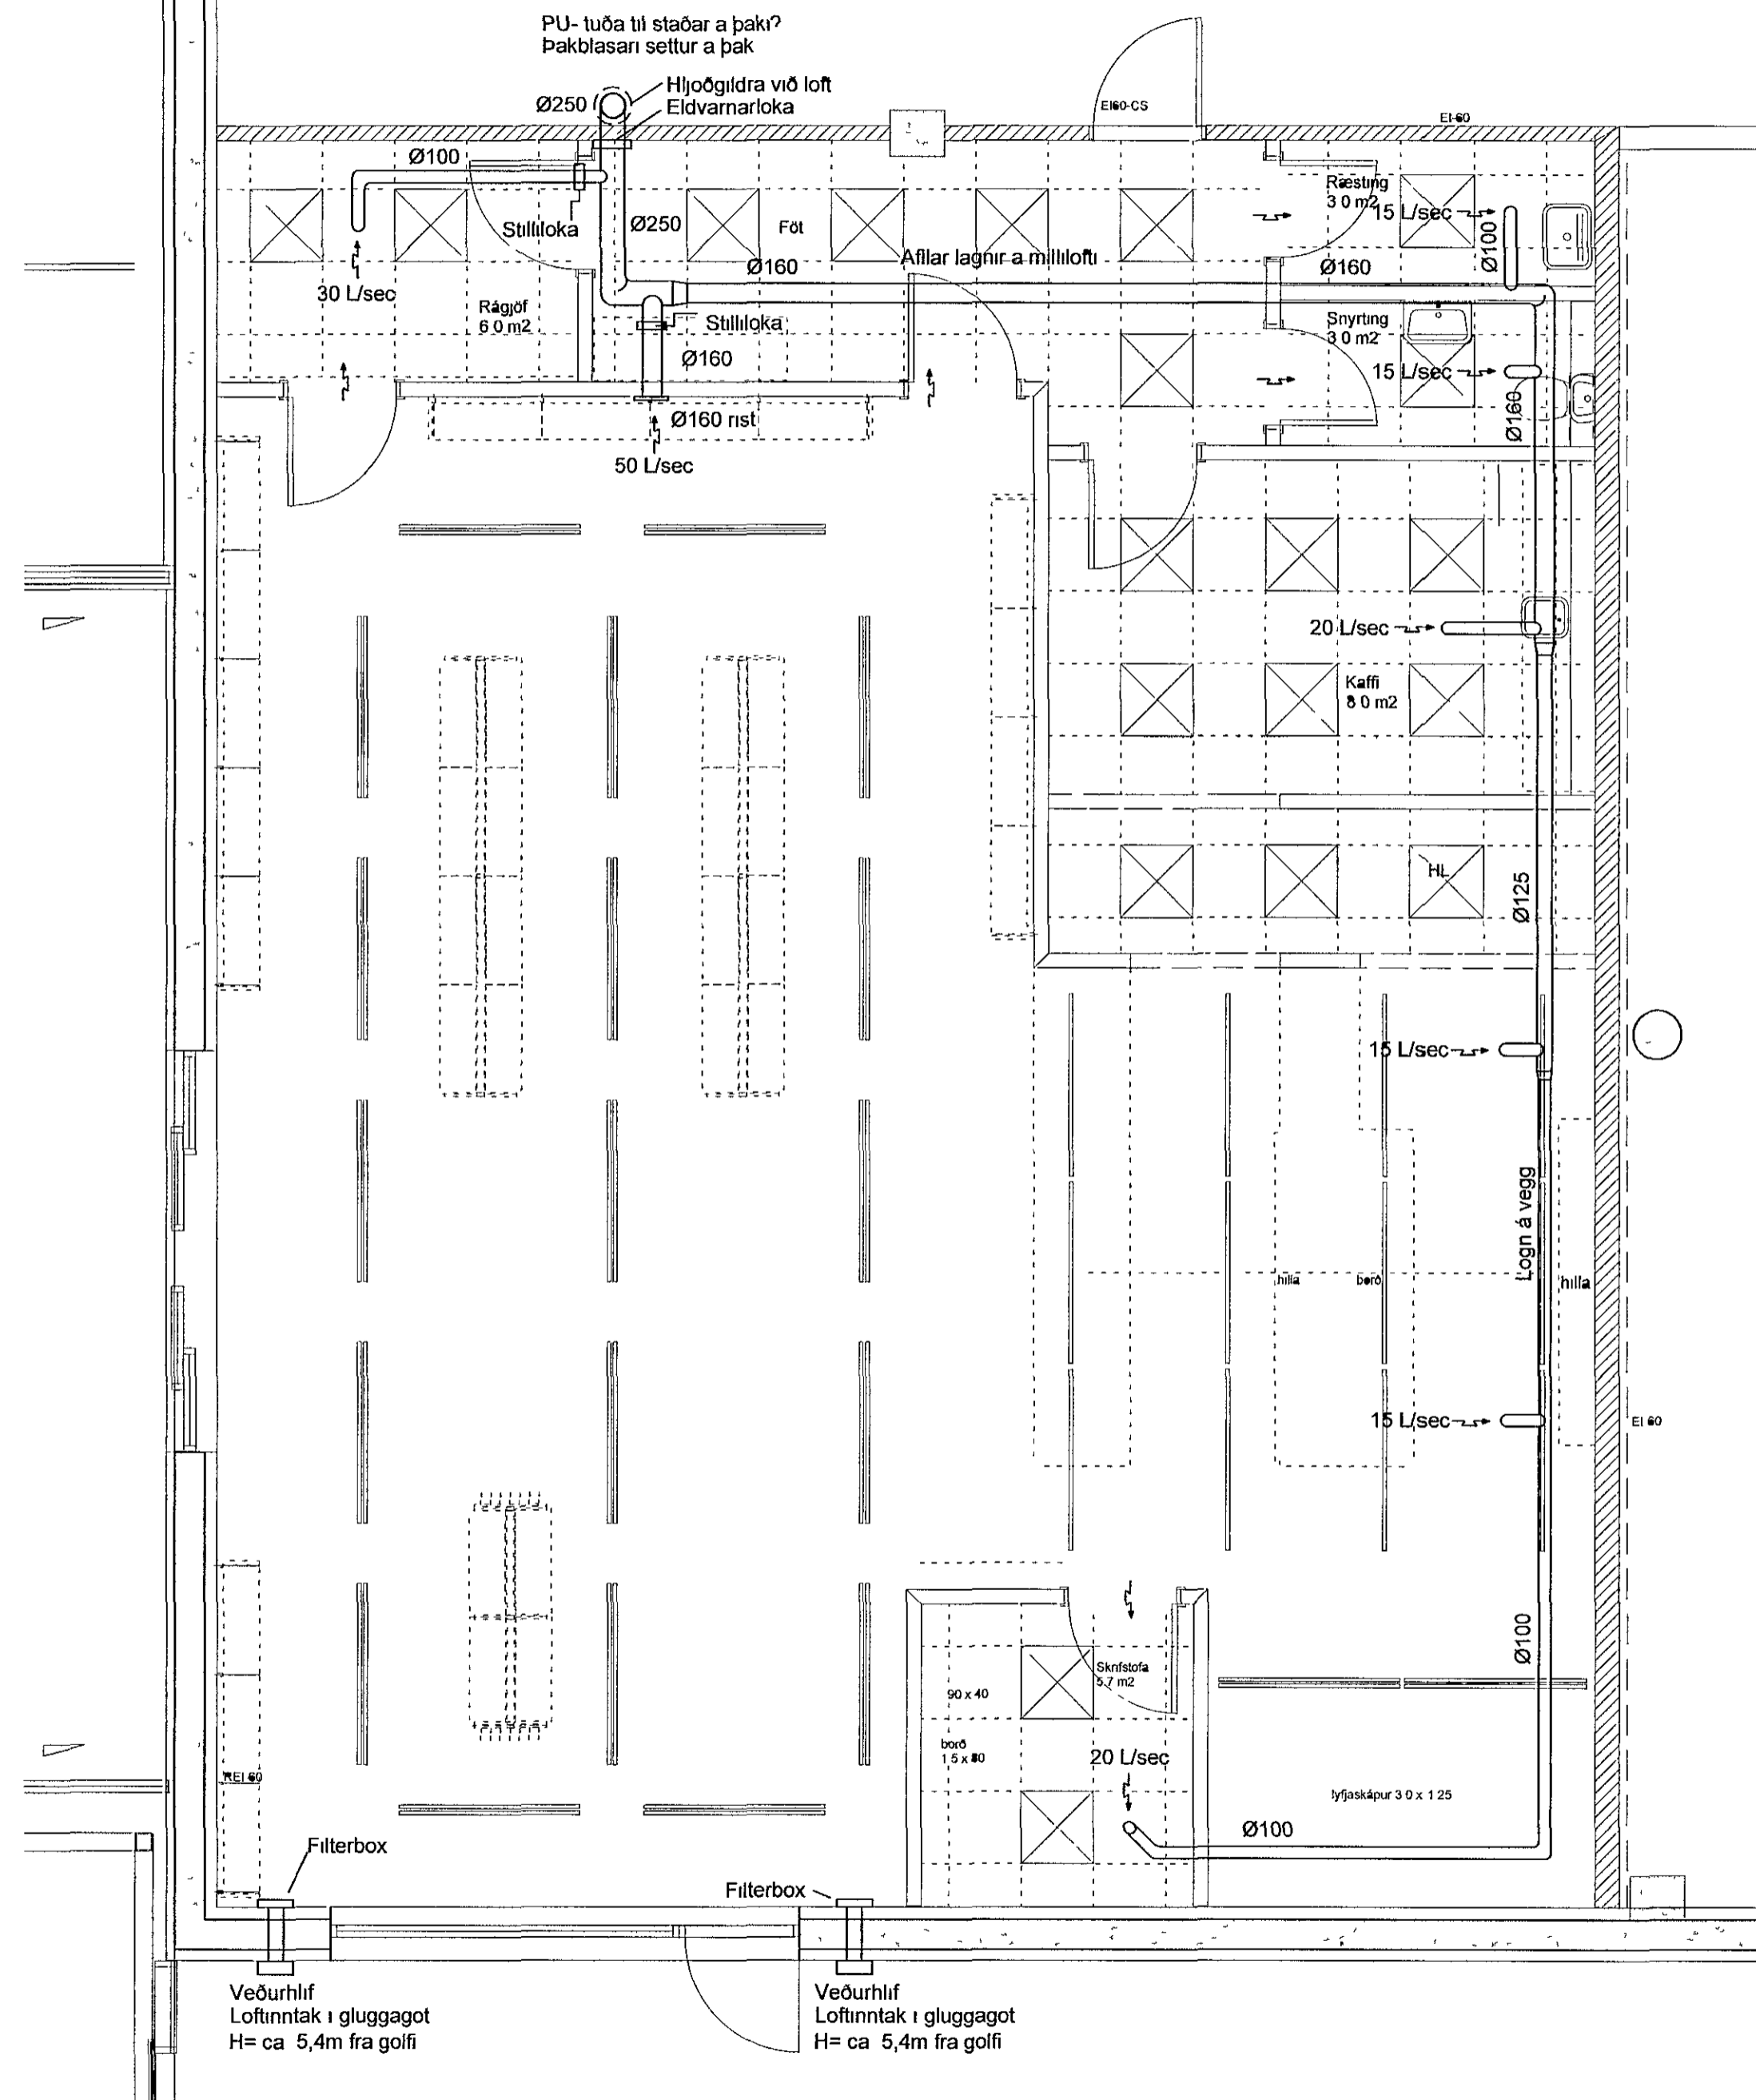 PU- tuða til staðar a þaki?
Þakblasari settur a þak
Hljoðgildra við loft
Eldvarnarloka
Ø250
EI60-CS
EI-60
Ø100
Ræsting
3 0 m2
15 L/sec
Ø100
Stilliloka
Ø250
Föt
Ø160
Afllar lagnir a millilofti
Ø160
30 L/sec
Rágjöf
6 0 m2
Stilliloka
Snyrting
3 0 m2
Ø160
15 L/sec
Ø160
Ø160 rist
50 L/sec
20 L/sec
Kaffi
8 0 m2
HL
Ø125
15 L/sec
Logn á vegg
hilla
borð
hilla
15 L/sec
EI 60
Ø100
Skrifstofa
5.7 m2
90 x 40
borð
1 5 x 80
20 L/sec
REI 60
lyfjaskápur 3 0 x 1 25
Ø100
Filterbox
Filterbox
Veðurhlif
Loftinntak i gluggagot
H= ca 5,4m fra golfi
Veðurhlif
Loftinntak i gluggagot
H= ca 5,4m fra golfi